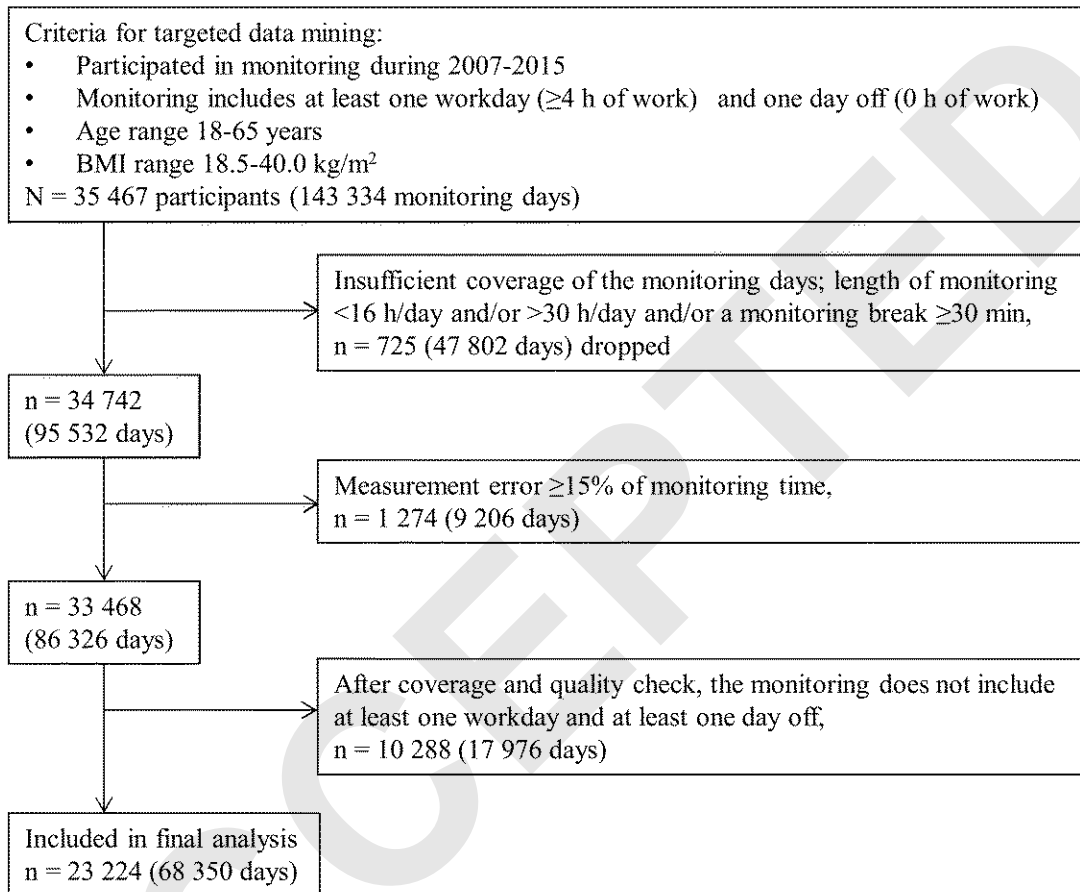 Criteria for targeted data mining:
• Participated in monitoring during 2007-2015
• Monitoring includes at least one workday (≥4 h of work) and one day off (0 h of work)
• Age range 18-65 years
• BMI range 18.5-40.0 kg/m²
N = 35 467 participants (143 334 monitoring days)
Insufficient coverage of the monitoring days; length of monitoring
<16 h/day and/or >30 h/day and/or a monitoring break ≥30 min,
n = 725 (47 802 days) dropped
n = 34 742
(95 532 days)
Measurement error ≥15% of monitoring time,
n = 1 274 (9 206 days)
n = 33 468
(86 326 days)
After coverage and quality check, the monitoring does not include
at least one workday and at least one day off,
n = 10 288 (17 976 days)
Included in final analysis
n = 23 224 (68 350 days)
CCEPTED